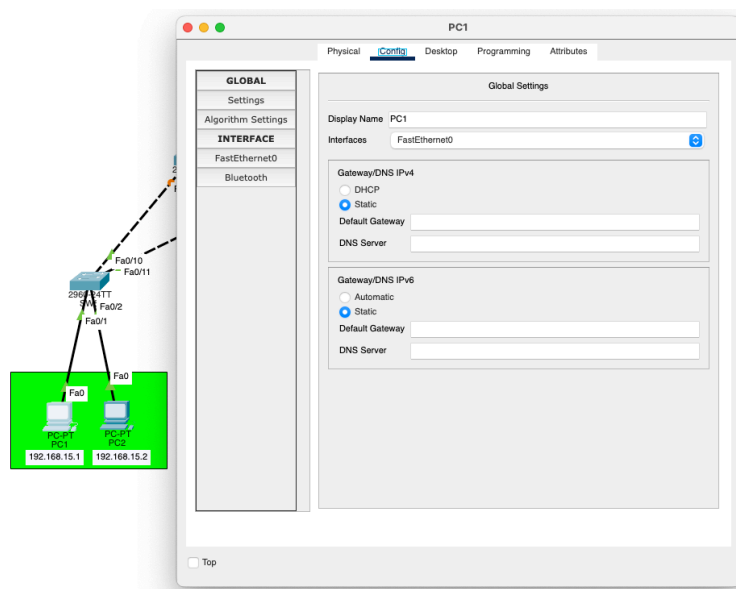 PC1
Physical Config Desktop Programming Attributes
GLOBAL
Settings
Algorithm Settings
INTERFACE
FastEthernet0
Bluetooth
Global Settings
Display Name PC1
Interfaces FastEthernet0
Gateway/DNS IPv4
DHCP
Static
Default Gateway
DNS Server
Gateway/DNS IPv6
Automatic
Static
Default Gateway
DNS Server
Top
Fa0/10
Fa0/11
2960-24TT
Fa0/2
Fa0/1
Fa0
Fa0
PC-PT
PC1
PC-PT
PC2
192.168.15.1
192.168.15.2